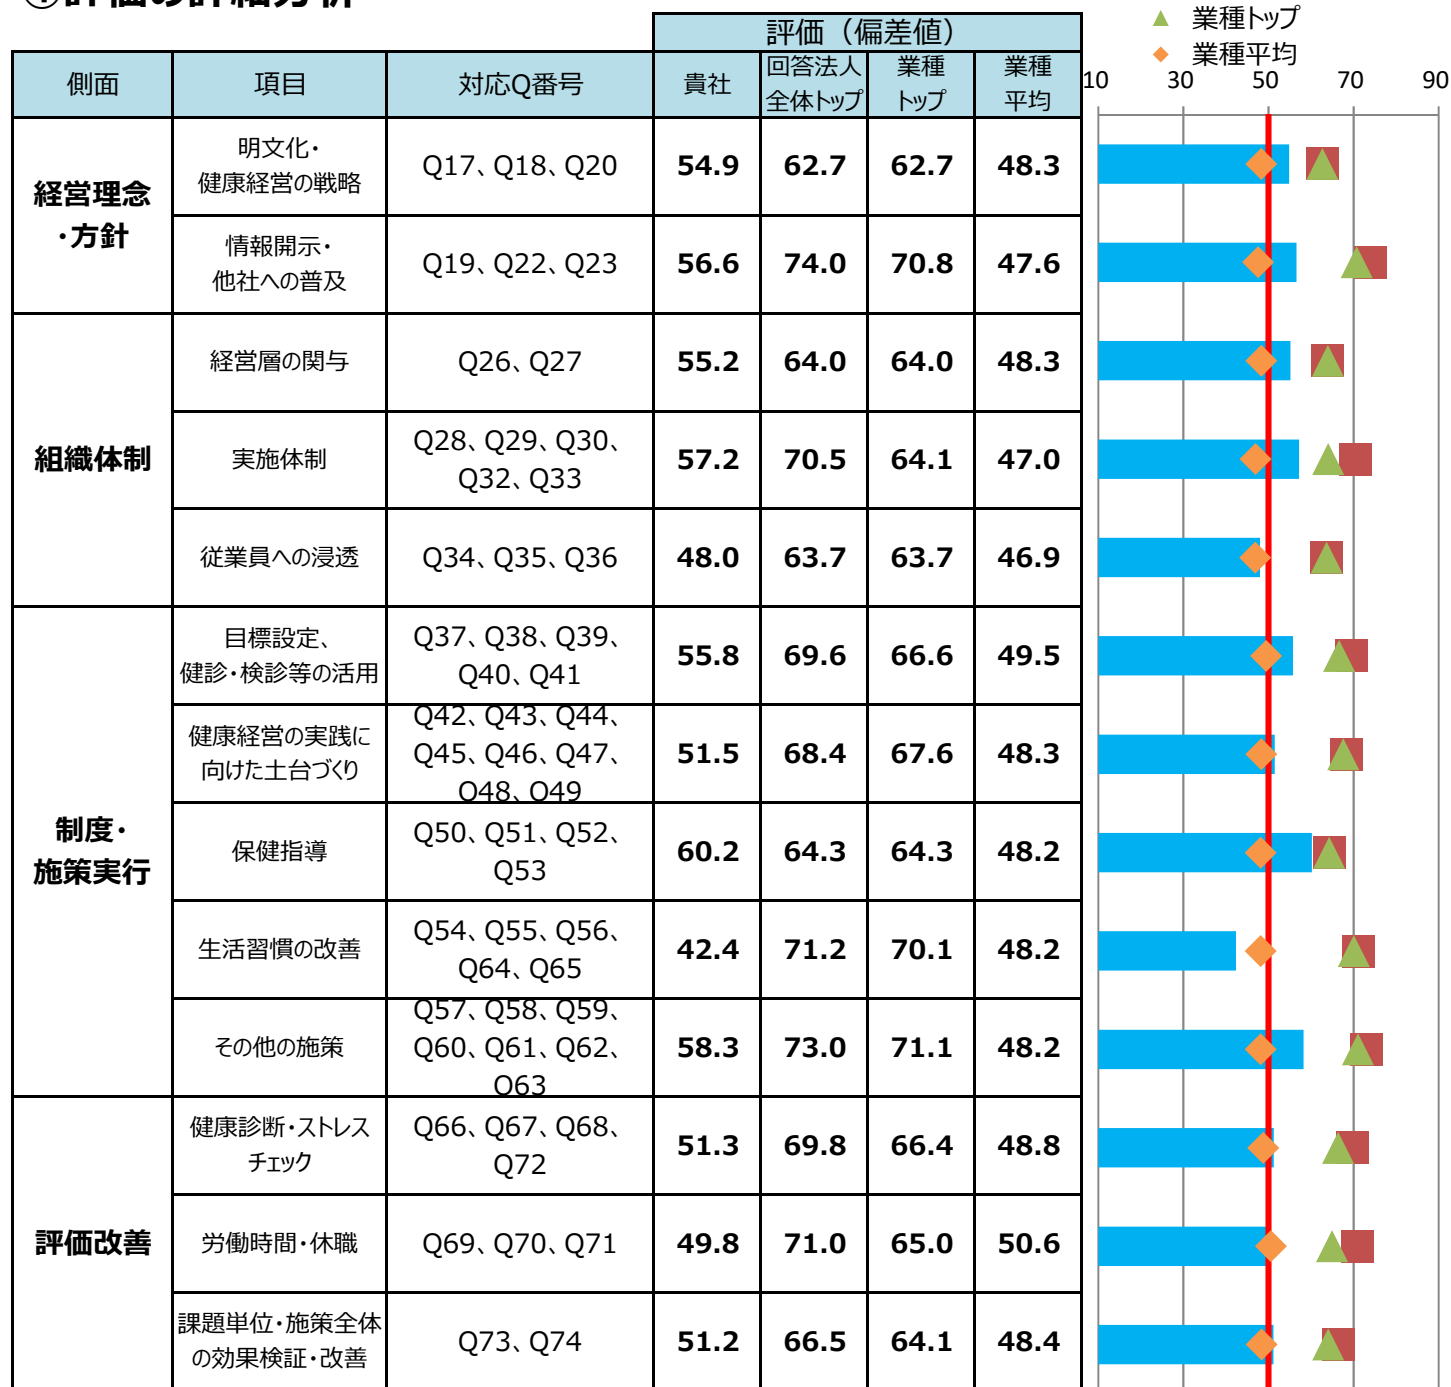 ①評価の詳細分析
▲ 業種トップ
◆ 業種平均
評価（偏差値）
側面 項目 対応Q番号 貴社 回答法人 業種 業種
全体トップ トップ 平均
10 30 50 70 90
経営理念
・方針
明文化・
健康経営の戦略
Q17、Q18、Q20 54.9 62.7 62.7 48.3
情報開示・
他社への普及
Q19、Q22、Q23 56.6 74.0 70.8 47.6
組織体制
経営層の関与 Q26、Q27 55.2 64.0 64.0 48.3
実施体制
Q28、Q29、Q30、
Q32、Q33
57.2 70.5 64.1 47.0
従業員への浸透 Q34、Q35、Q36 48.0 63.7 63.7 46.9
制度・
施策実行
目標設定、
健診・検診等の活用
Q37、Q38、Q39、
Q40、Q41
55.8 69.6 66.6 49.5
健康経営の実践に
向けた土台づくり
Q42、Q43、Q44、
Q45、Q46、Q47、
Q48、Q49
51.5 68.4 67.6 48.3
保健指導
Q50、Q51、Q52、
Q53
60.2 64.3 64.3 48.2
生活習慣の改善
Q54、Q55、Q56、
Q64、Q65
42.4 71.2 70.1 48.2
その他の施策
Q57、Q58、Q59、
Q60、Q61、Q62、
Q63
58.3 73.0 71.1 48.2
評価改善
健康診断・ストレス
チェック
Q66、Q67、Q68、
Q72
51.3 69.8 66.4 48.8
労働時間・休職 Q69、Q70、Q71 49.8 71.0 65.0 50.6
課題単位・施策全体
の効果検証・改善
Q73、Q74 51.2 66.5 64.1 48.4